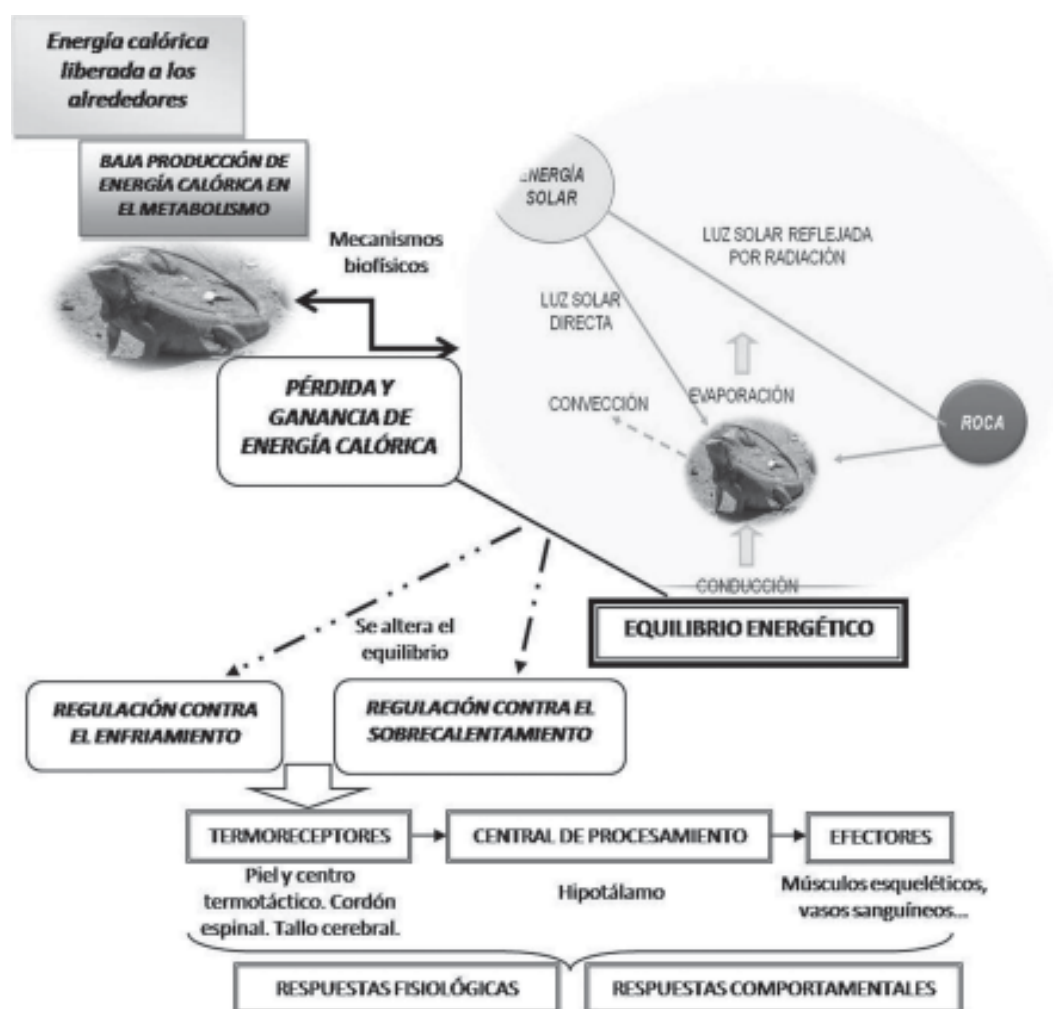 Energía calórica
liberada a los
alrededores
BAJA PRODUCCIÓN DE
ENERGÍA CALÓRICA EN
EL METABOLISMO
Mecanismos
biofísicos
PÉRDIDA Y
GANANCIA DE
ENERGÍA CALÓRICA
ENERGÍA
SOLAR
LUZ SOLAR REFLEJADA
POR RADIACIÓN
LUZ SOLAR
DIRECTA
EVAPORACIÓN
CONVECCIÓN
ROCA
CONDUCCIÓN
EQUILIBRIO ENERGÉTICO
Se altera el
equilibrio
REGULACIÓN CONTRA
EL ENFRIAMIENTO
REGULACIÓN CONTRA EL
SOBRECALENTAMIENTO
TERMORECEPTORES
CENTRAL DE PROCESAMIENTO
EFECTORES
Piel y centro
termotáctico. Cordón
espinal. Tallo cerebral.
Hipotálamo
Músculos esqueléticos,
vasos sanguíneos...
RESPUESTAS FISIOLÓGICAS
RESPUESTAS COMPORTAMENTALES